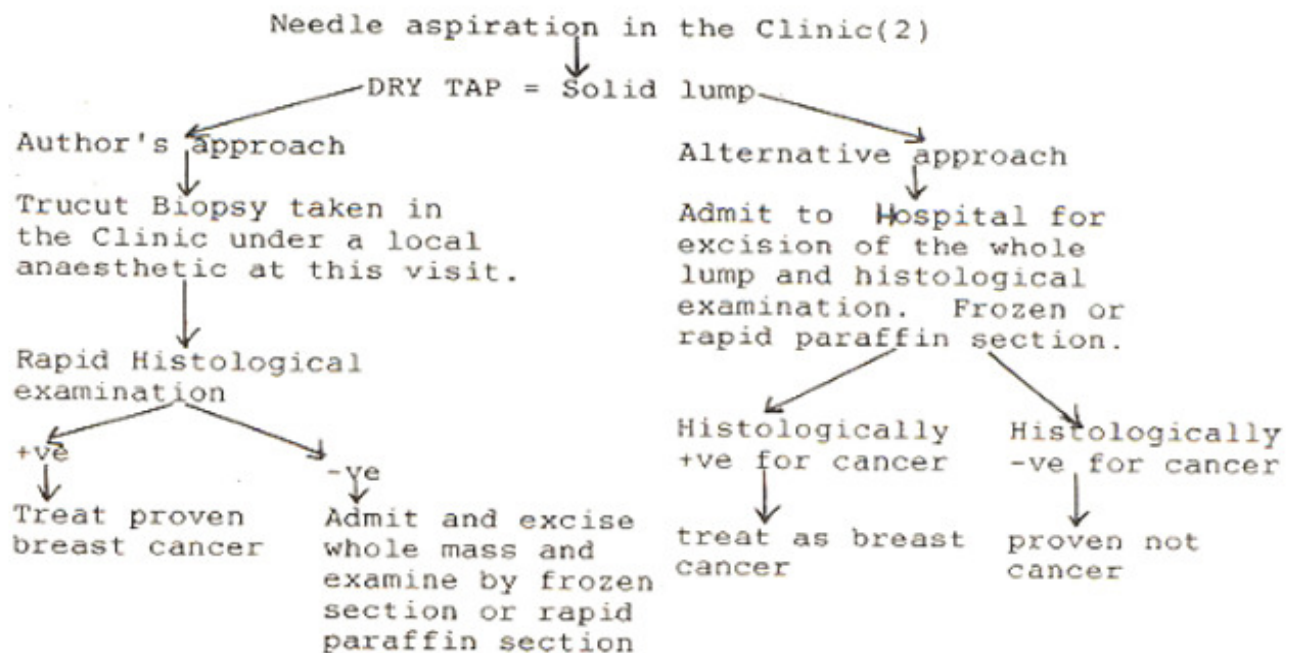 Needle aspiration in the Clinic(2)
DRY TAP = Solid lump
Author's approach
Trucut Biopsy taken in
the Clinic under a local
anaesthetic at this visit.
Rapid Histological
examination
+ve
Treat proven
breast cancer
-ve
Admit and excise
whole mass and
examine by frozen
section or rapid
paraffin section
Alternative approach
Admit to Hospital for
excision of the whole
lump and histological
examination. Frozen or
rapid paraffin section.
Histologically
+ve for cancer
treat as breast
cancer
Histologically
-ve for cancer
proven not
cancer